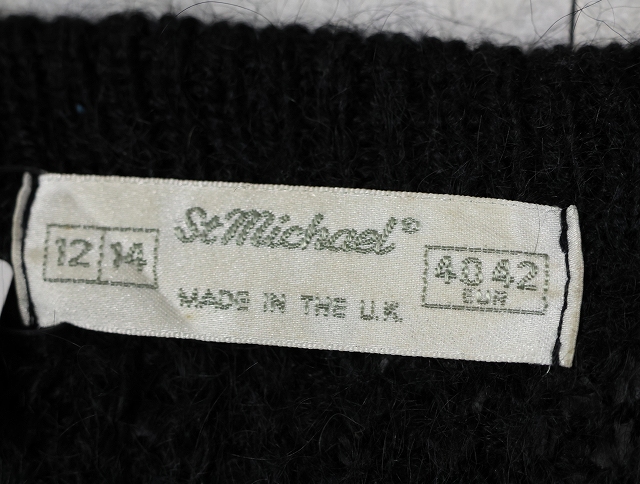 12 14
St Michael®
40 42
EUR
MADE IN THE U.K.